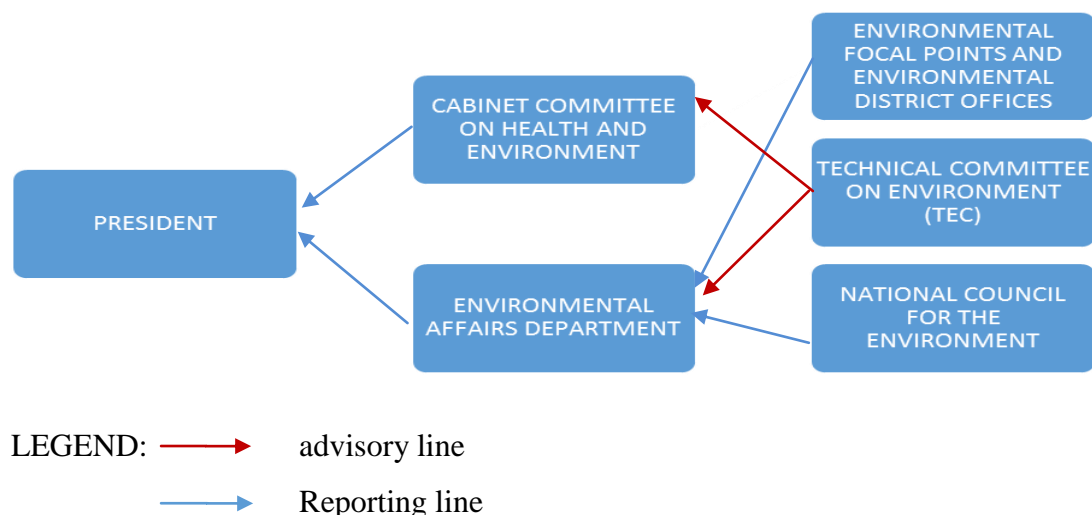 PRESIDENT
CABINET COMMITTEE
ON HEALTH AND
ENVIRONMENT
ENVIRONMENTAL
AFFAIRS DEPARTMENT
ENVIRONMENTAL
FOCAL POINTS AND
ENVIRONMENTAL
DISTRICT OFFICES
TECHNICAL COMMITTEE
ON ENVIRONMENT
(TEC)
NATIONAL COUNCIL
FOR THE
ENVIRONMENT
LEGEND: advisory line
Reporting line